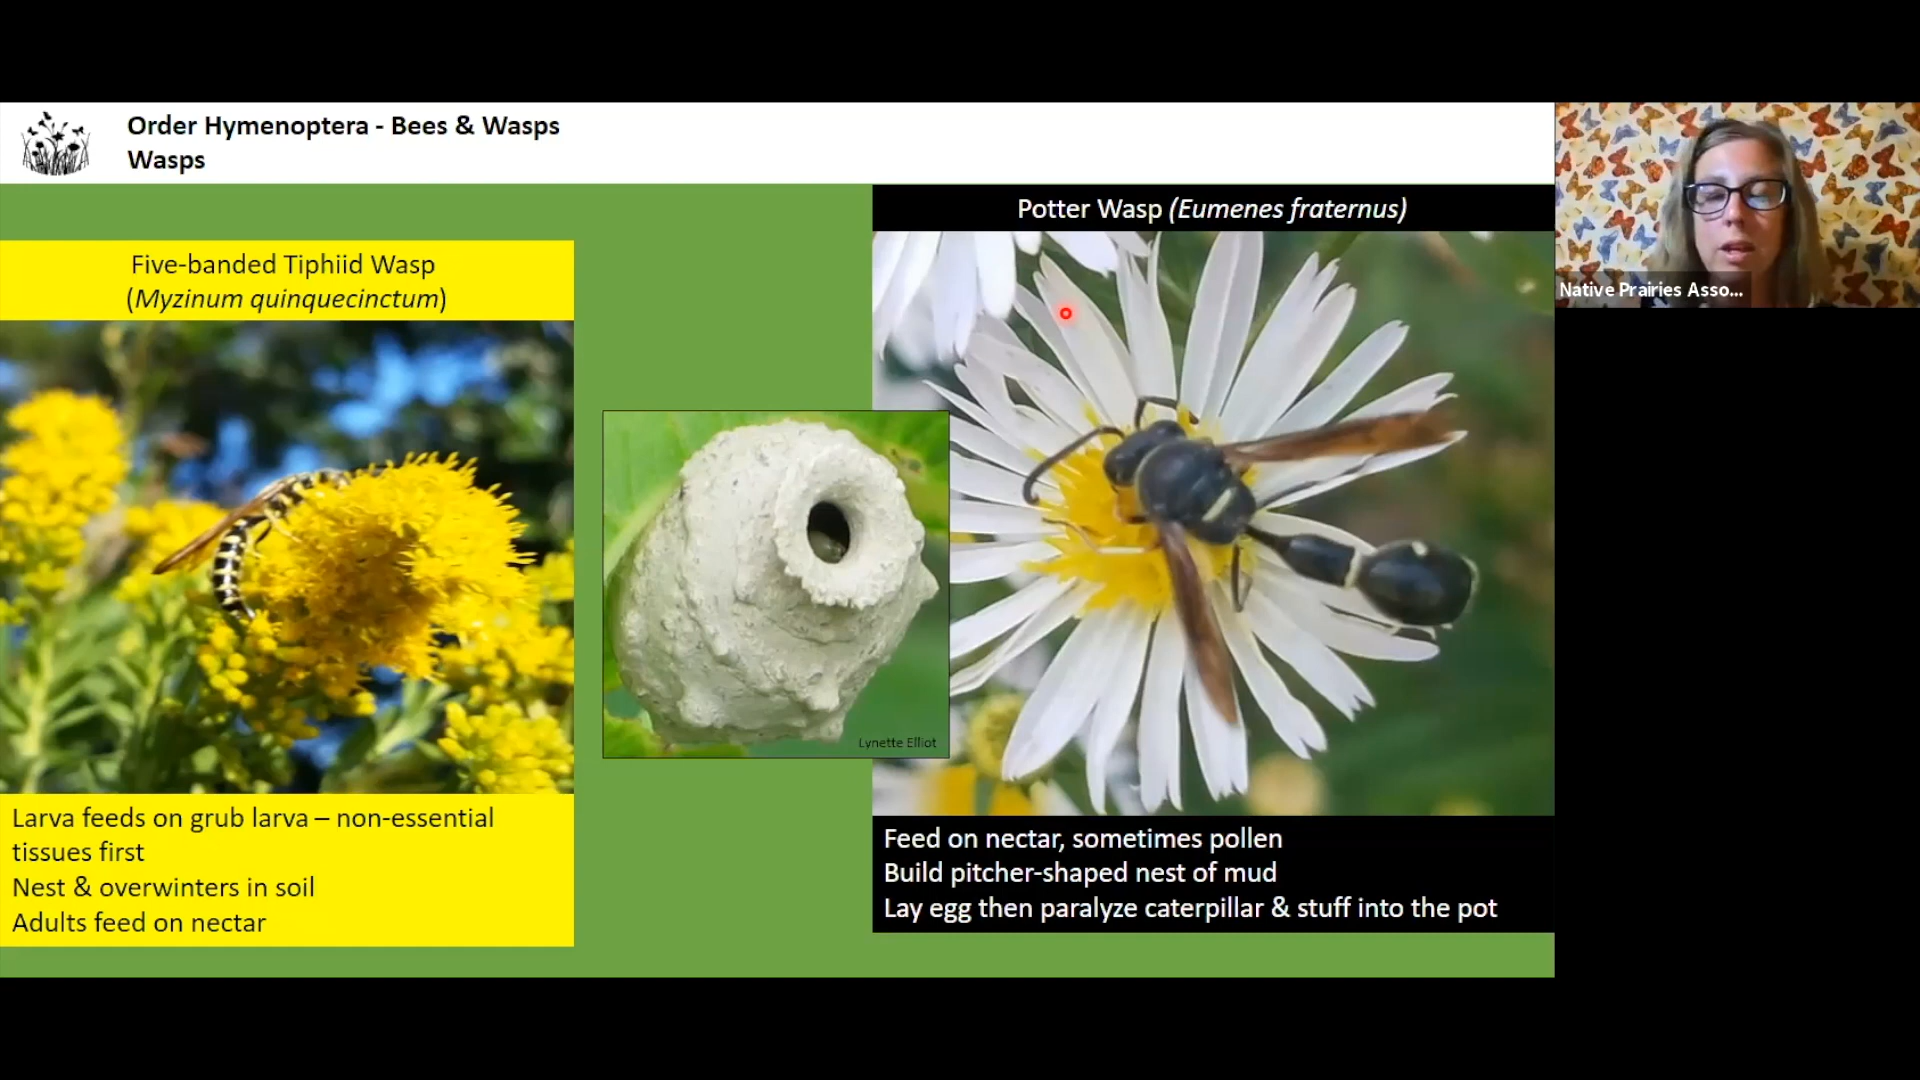 Order Hymenoptera - Bees & Wasps
Wasps
Five-banded Tiphiid Wasp
(Myzinum quinquecinctum)
Larva feeds on grub larva – non-essential
tissues first
Nest & overwinters in soil
Adults feed on nectar
Lynette Elliot
Potter Wasp (Eumenes fraternus)
Feed on nectar, sometimes pollen
Build pitcher-shaped nest of mud
Lay egg then paralyze caterpillar & stuff into the pot
Native Prairies Asso...